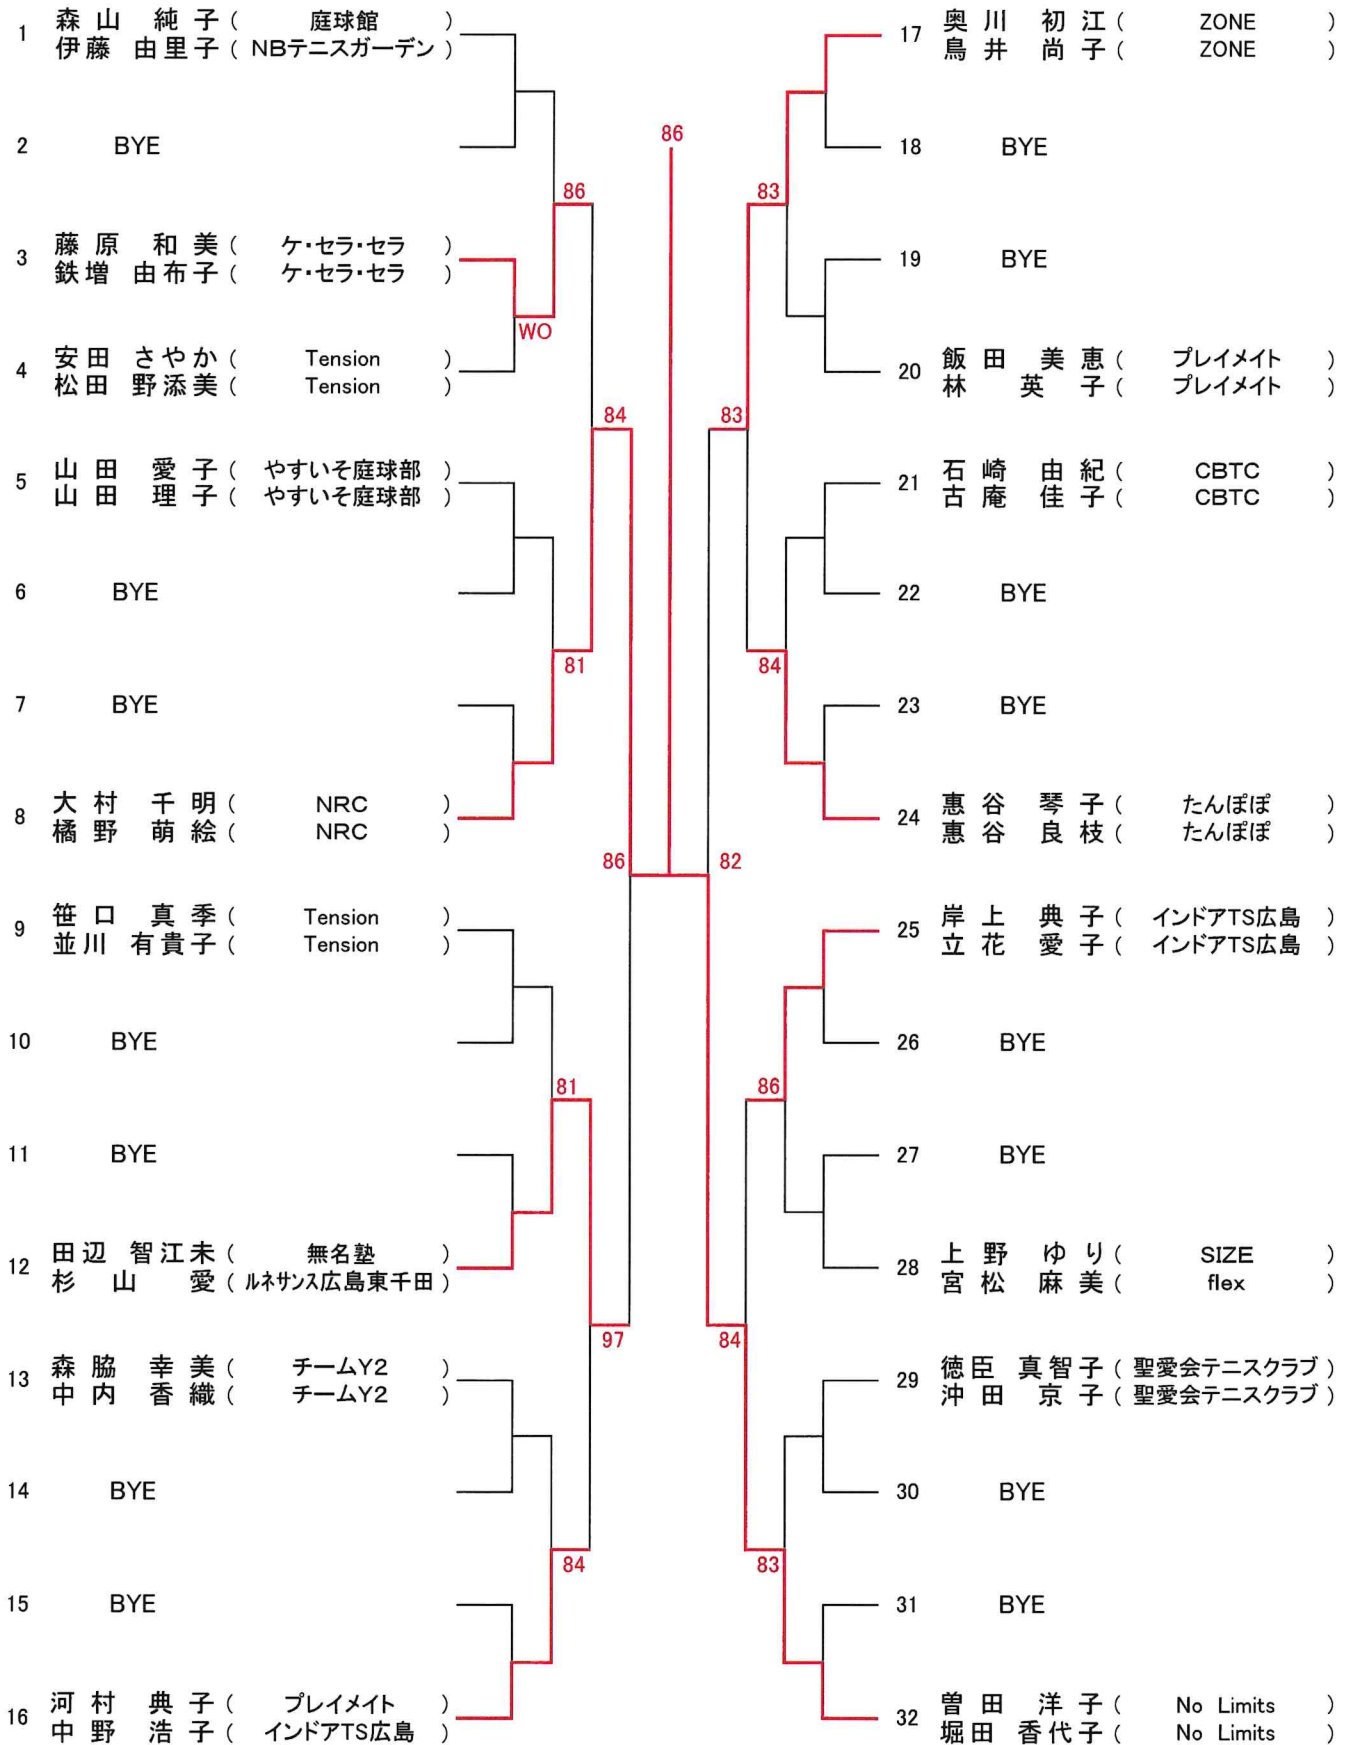 1 森山 純子 ( 庭球館 )
伊藤 由里子 ( NBテニスガーデン )
2 BYE
3 藤原 和美 ( ケ・セラ・セラ )
鉄増 由布子 ( ケ・セラ・セラ )
4 安田 さやか ( Tension )
松田 野添美 ( Tension )
5 山田 愛子 ( やすいそ庭球部 )
山田 理子 ( やすいそ庭球部 )
6 BYE
7 BYE
8 大村 千明 ( NRC )
橘野 萌絵 ( NRC )
9 笹口 真季 ( Tension )
並川 有貴子 ( Tension )
10 BYE
11 BYE
12 田辺 智江未 ( 無名塾 )
杉山 愛 ( ルネサンス広島東千田 )
13 森脇 幸美 ( チームY2 )
中内 香織 ( チームY2 )
14 BYE
15 BYE
16 河村 典子 ( プレイメイト )
中野 浩子 ( インドアTS広島 )
WO
86
81
81
84
84
97
86
86
82
83
84
83
84
86
83
17 奥川 初江 ( ZONE )
鳥井 尚子 ( ZONE )
18 BYE
19 BYE
20 飯田 美恵 ( プレイメイト )
林 英子 ( プレイメイト )
21 石崎 由紀 ( CBTC )
古庵 佳子 ( CBTC )
22 BYE
23 BYE
24 惠谷 琴子 ( たんぽぽ )
惠谷 良枝 ( たんぽぽ )
25 岸上 典子 ( インドアTS広島 )
立花 愛子 ( インドアTS広島 )
26 BYE
27 BYE
28 上野 ゆり ( SIZE )
宮松 麻美 ( flex )
29 徳臣 真智子 ( 聖愛会テニスクラブ )
沖田 京子 ( 聖愛会テニスクラブ )
30 BYE
31 BYE
32 曽田 洋子 ( No Limits )
堀田 香代子 ( No Limits )